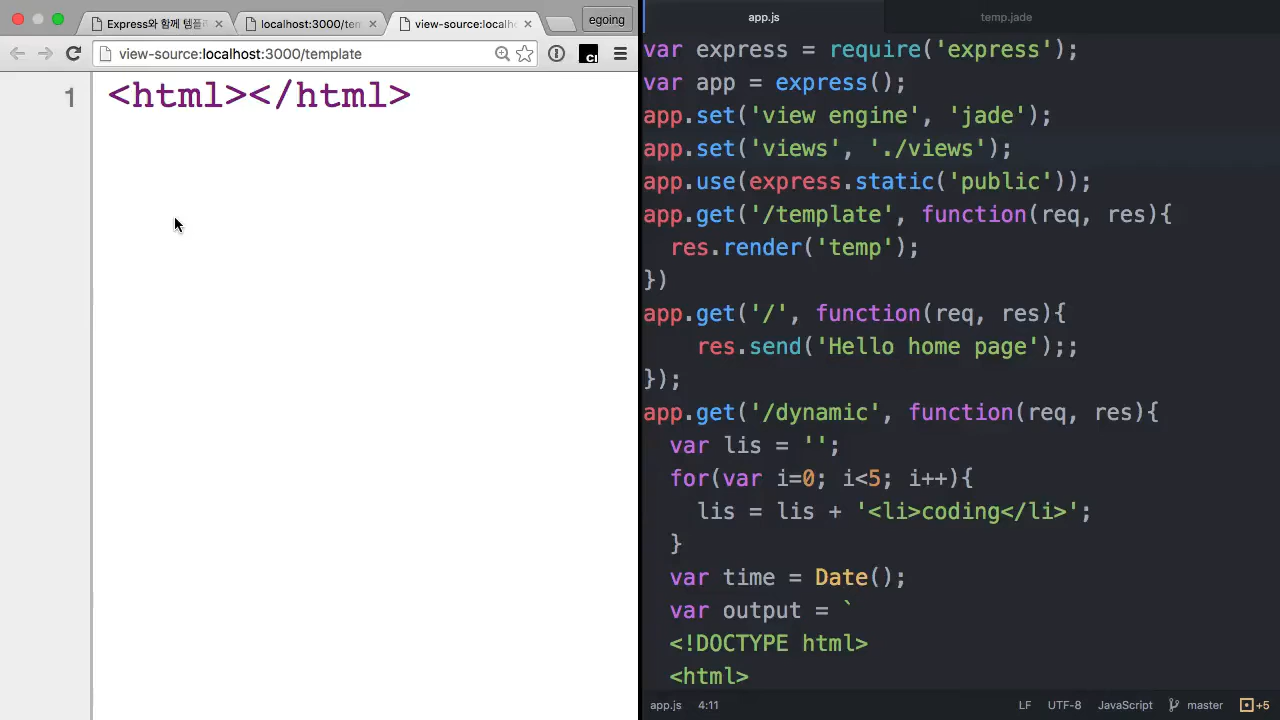 Express와 함께 템플릿
localhost:3000/tem
view-source:localh
egoing
view-source:localhost:3000/template
1 <html></html>
app.js
temp.jade
var express = require('express');
var app = express();
app.set('view engine', 'jade');
app.set('views', './views');
app.use(express.static('public'));
app.get('/template', function(req, res){
  res.render('temp');
})
app.get('/', function(req, res){
    res.send('Hello home page');;
});
app.get('/dynamic', function(req, res){
  var lis = '';
  for(var i=0; i<5; i++){
    lis = lis + '<li>coding</li>';
  }
  var time = Date();
  var output = `
  <!DOCTYPE html>
  <html>
app.js 4:11 LF UTF-8 JavaScript master +5